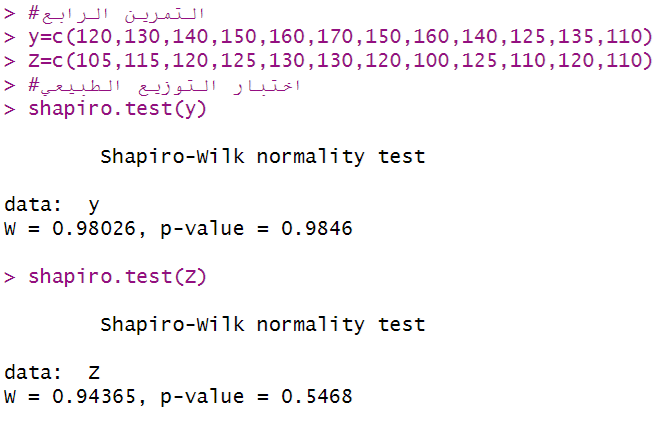 > #التمرين الرابع
> y=c(120,130,140,150,160,170,150,160,140,125,135,110)
> Z=c(105,115,120,125,130,130,120,100,125,110,120,110)
> #اختبار التوزيع الطبيعي
> shapiro.test(y)
Shapiro-Wilk normality test
data:  y
W = 0.98026, p-value = 0.9846
> shapiro.test(Z)
Shapiro-Wilk normality test
data:  Z
W = 0.94365, p-value = 0.5468